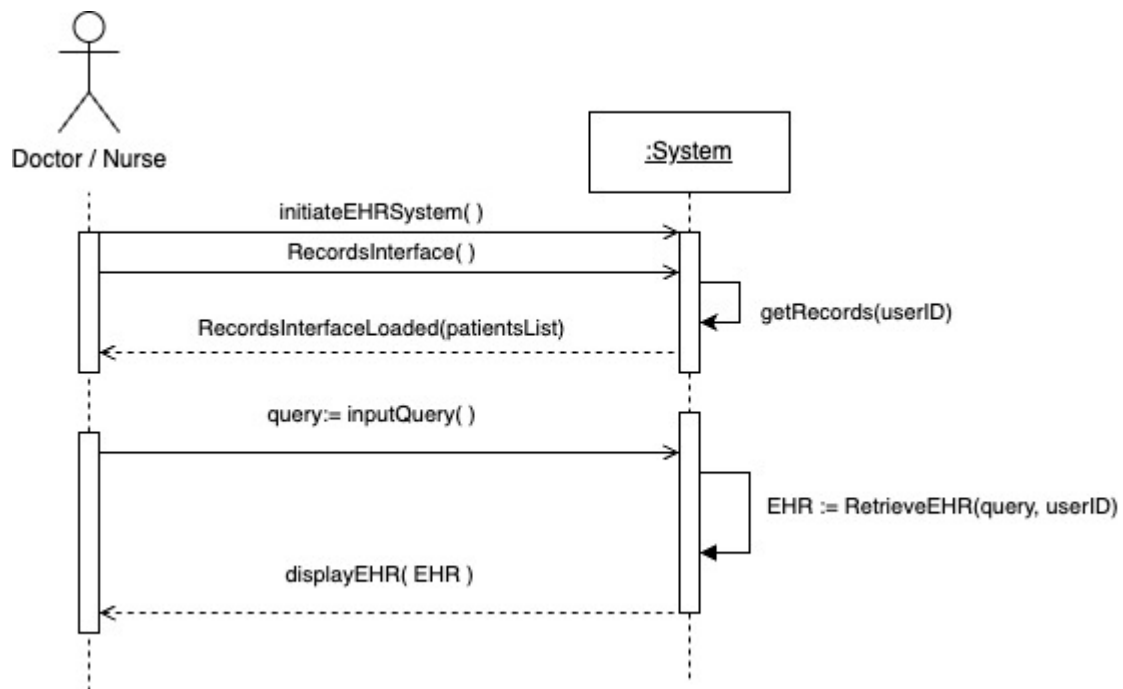 Doctor / Nurse
:System
initiateEHRSystem( )
RecordsInterface( )
getRecords(userID)
RecordsInterfaceLoaded(patientsList)
query:= inputQuery( )
EHR := RetrieveEHR(query, userID)
displayEHR( EHR )